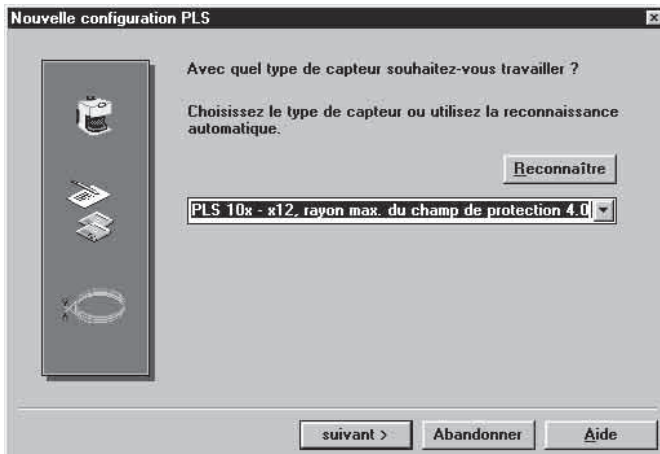 Nouvelle configuration PLS
Avec quel type de capteur souhaitez-vous travailler ?
Choisissez le type de capteur ou utilisez la reconnaissance
automatique.
Reconnaître
PLS 10x - x12, rayon max. du champ de protection 4.0
suivant >
Abandonner
Aide